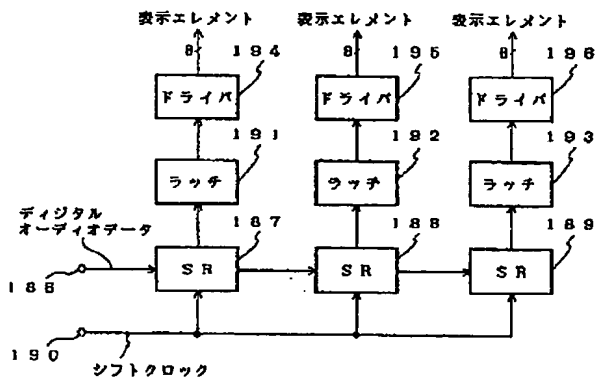 表示エレメント 表示エレメント 表示エレメント
8 194 8 195 8 196
ドライバ ドライバ ドライバ
191 192 193
ラッチ ラッチ ラッチ
ディジタル
オーディオデータ
187 188 189
SR SR SR
186
190
シフトクロック